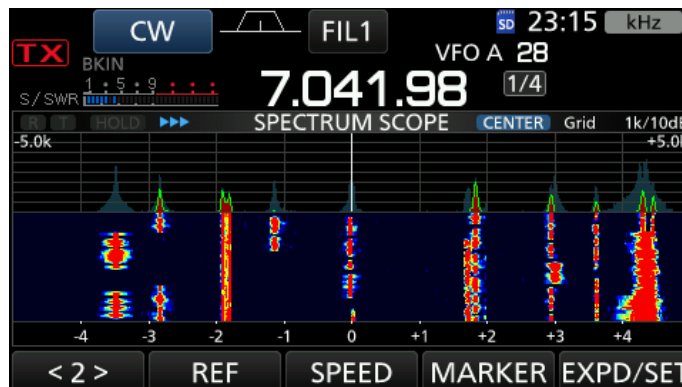 CW FIL1 SD 23:15 kHz
TX BKIN VFO A 28
1 5 9 7.041.98 1/4
S/SWR
R T HOLD SPECTRUM SCOPE CENTER Grid 1k/10dB
-5.0k +5.0
-4 -3 -2 -1 0 +1 +2 +3 +4
< 2 > REF SPEED MARKER EXPD/SET